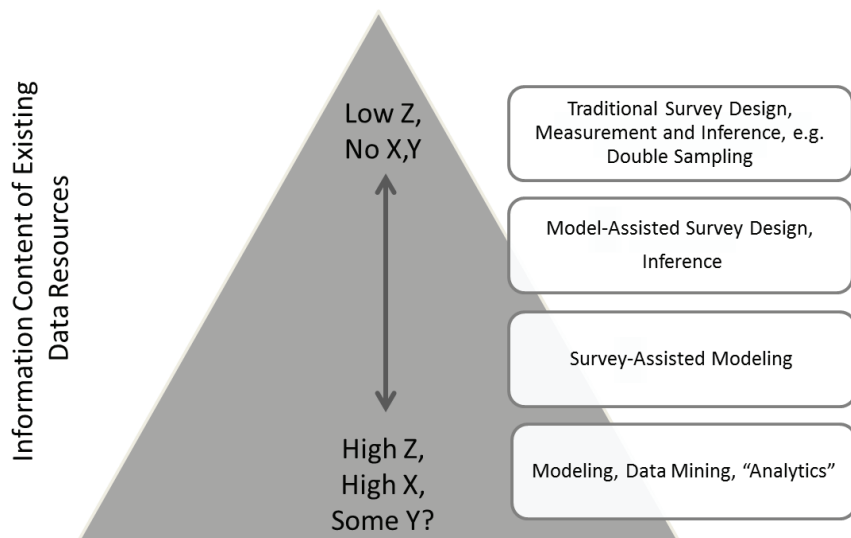 Information Content of Existing
Data Resources
Low Z,
No X,Y
High Z,
High X,
Some Y?
Traditional Survey Design,
Measurement and Inference, e.g.
Double Sampling
Model-Assisted Survey Design,
Inference
Survey-Assisted Modeling
Modeling, Data Mining, “Analytics”